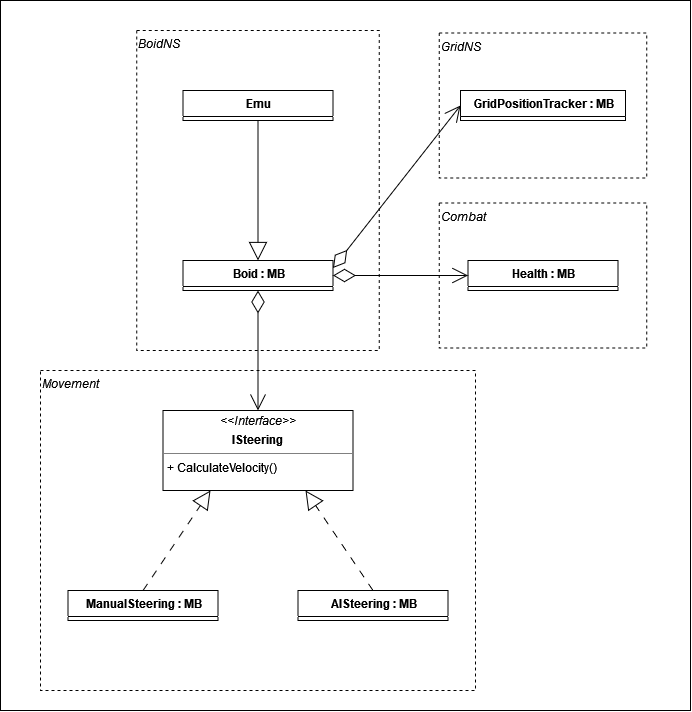 BoidNS
GridNS
Emu
GridPositionTracker : MB
Combat
Boid : MB
Health : MB
Movement
<<Interface>>
ISteering
+ CalculateVelocity()
ManualSteering : MB
AISteering : MB